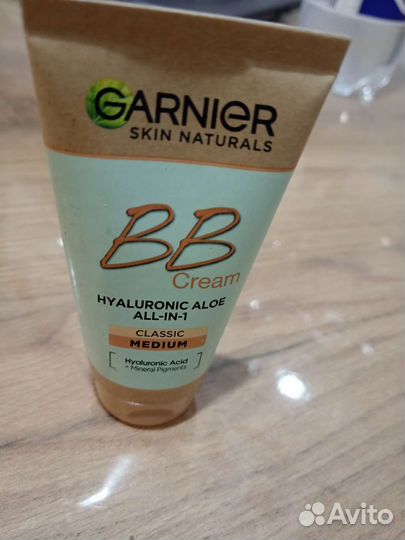 GARNIER
SKIN NATURALS
BB
Cream
HYALURONIC ALOE
ALL-IN-1
CLASSIC
MEDIUM
Hyaluronic Acid
+ Mineral Pigments
Avito